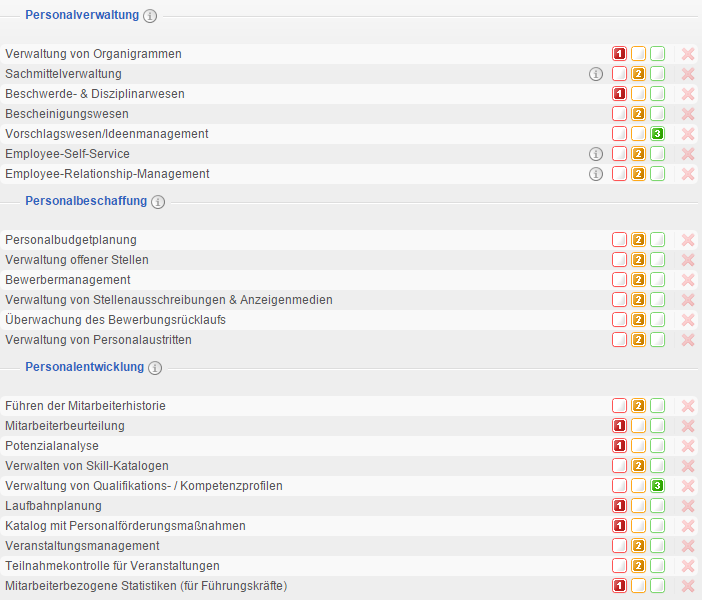 Personalverwaltung i
Verwaltung von Organigrammen 1
Sachmittelverwaltung i 2
Beschwerde- & Disziplinarwesen 1
Bescheinigungswesen 2
Vorschlagswesen/Ideenmanagement 3
Employee-Self-Service i 2
Employee-Relationship-Management i 2
Personalbeschaffung i
Personalbudgetplanung 2
Verwaltung offener Stellen 2
Bewerbermanagement 2
Verwaltung von Stellenausschreibungen & Anzeigenmedien 2
Überwachung des Bewerbungsrücklaufs 2
Verwaltung von Personalaustritten 2
Personalentwicklung i
Führen der Mitarbeiterhistorie 2
Mitarbeiterbeurteilung 1
Potenzialanalyse 1
Verwalten von Skill-Katalogen 2
Verwaltung von Qualifikations- / Kompetenzprofilen 3
Laufbahnplanung 1
Katalog mit Personalförderungsmaßnahmen 1
Veranstaltungsmanagement 2
Teilnahmekontrolle für Veranstaltungen 2
Mitarbeiterbezogene Statistiken (für Führungskräfte) 1